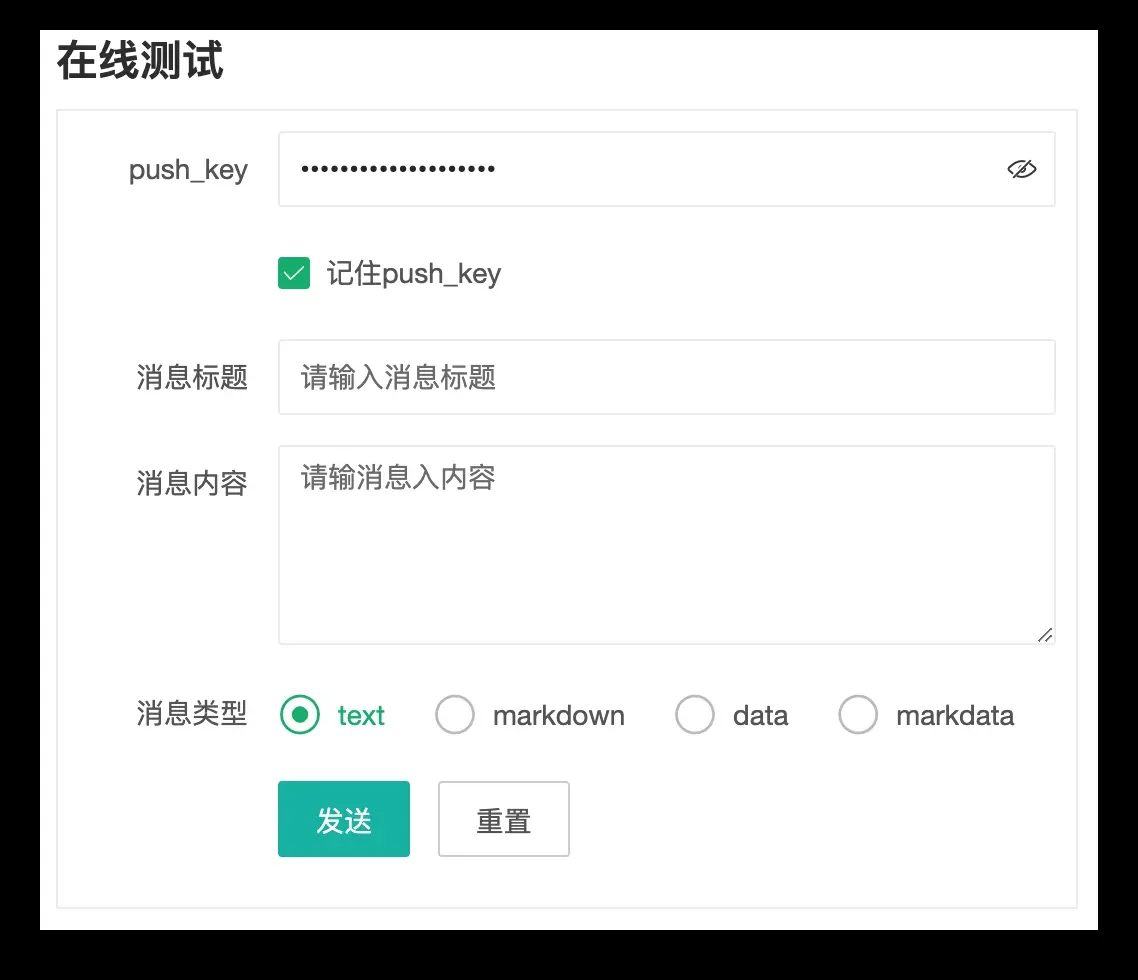 在线测试
push_key •••••••••••••••••••
记住push_key
消息标题 请输入消息标题
消息内容 请输消息入内容
消息类型 text markdown data markdata
发送 重置